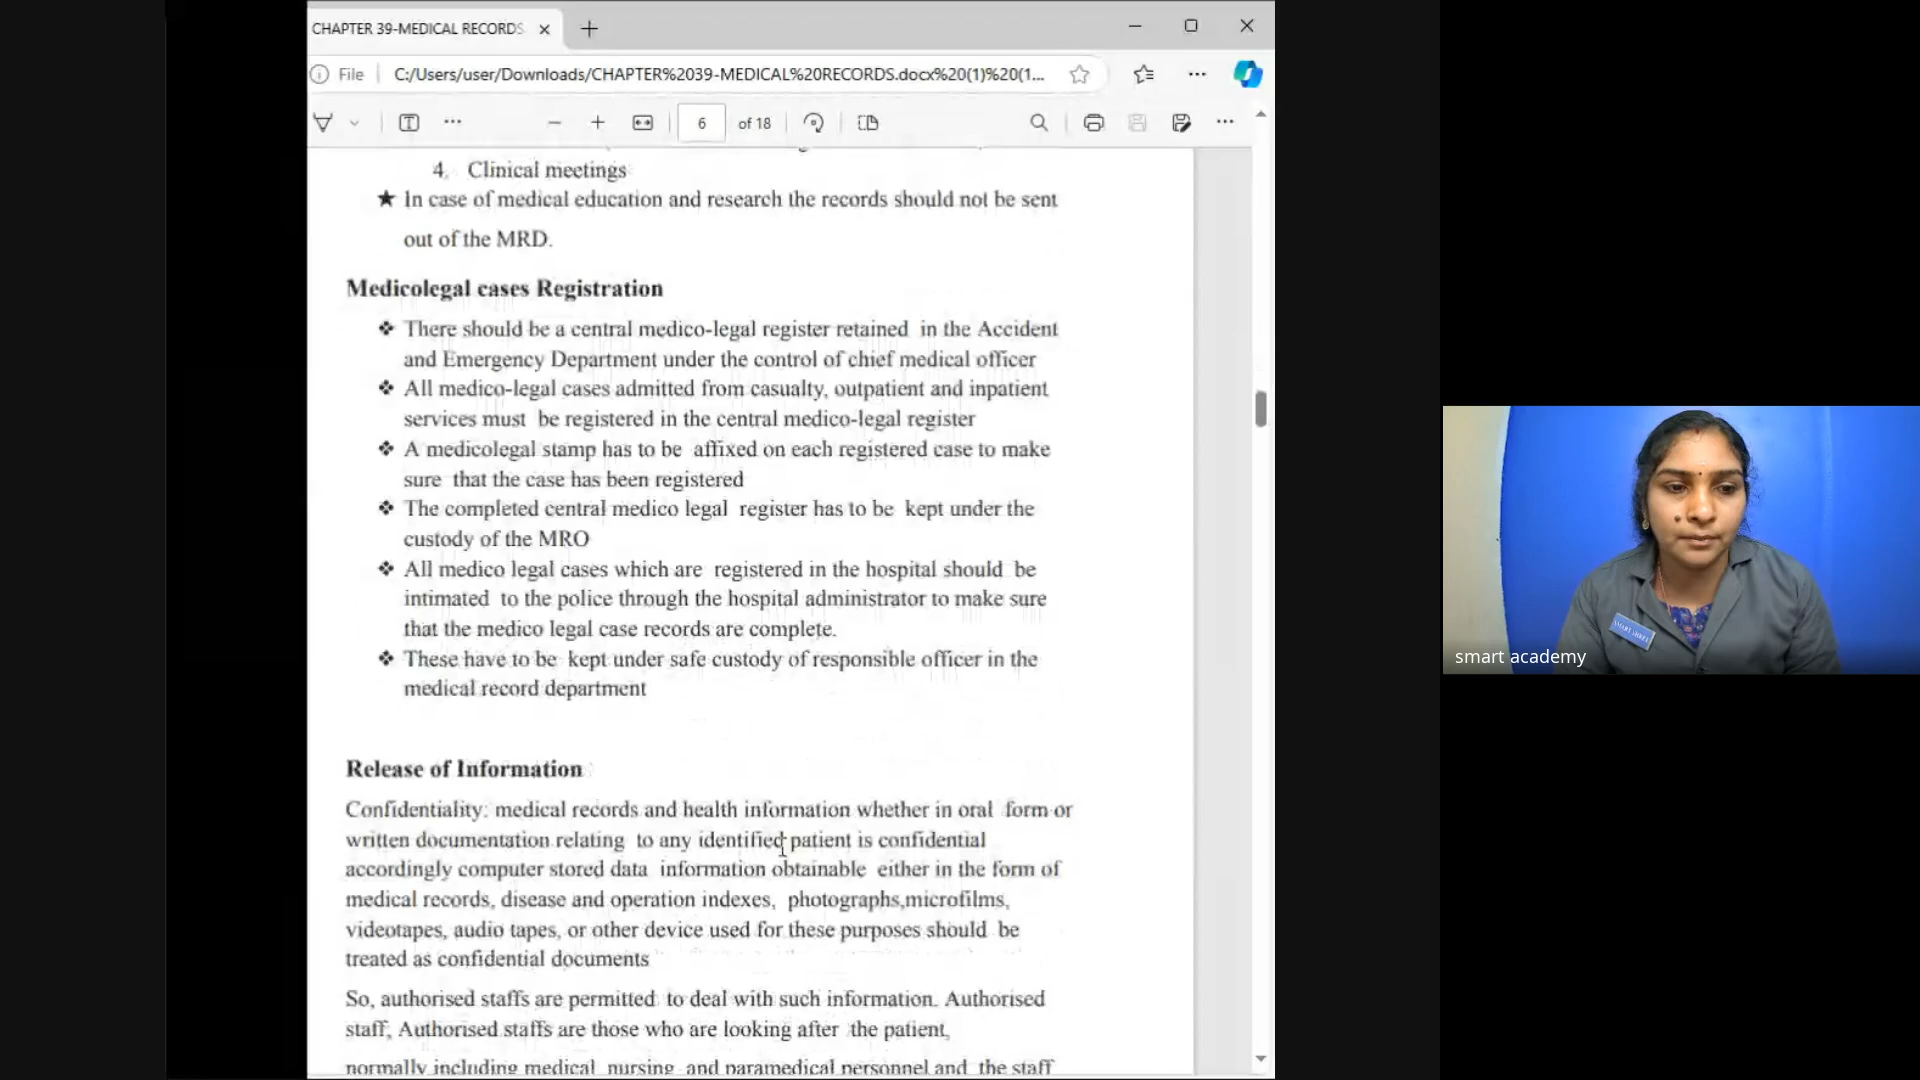 CHAPTER 39-MEDICAL RECORDS
File
C:/Users/user/Downloads/CHAPTER%2039-MEDICAL%20RECORDS.docx%20(1)%20(1...
6 of 18
4. Clinical meetings
★ In case of medical education and research the records should not be sent
out of the MRD.
Medicolegal cases Registration
❖ There should be a central medico-legal register retained in the Accident
and Emergency Department under the control of chief medical officer
❖ All medico-legal cases admitted from casualty, outpatient and inpatient
services must be registered in the central medico-legal register
❖ A medicolegal stamp has to be affixed on each registered case to make
sure that the case has been registered
❖ The completed central medico legal register has to be kept under the
custody of the MRO
❖ All medico legal cases which are registered in the hospital should be
intimated to the police through the hospital administrator to make sure
that the medico legal case records are complete.
❖ These have to be kept under safe custody of responsible officer in the
medical record department
Release of Information
Confidentiality: medical records and health information whether in oral form or
written documentation relating to any identified patient is confidential
accordingly computer stored data information obtainable either in the form of
medical records, disease and operation indexes, photographs,microfilms,
videotapes, audio tapes, or other device used for these purposes should be
treated as confidential documents
So, authorised staffs are permitted to deal with such information. Authorised
staff, Authorised staffs are those who are looking after the patient,
normally including medical nursing and paramedical personnel and the staff
smart academy